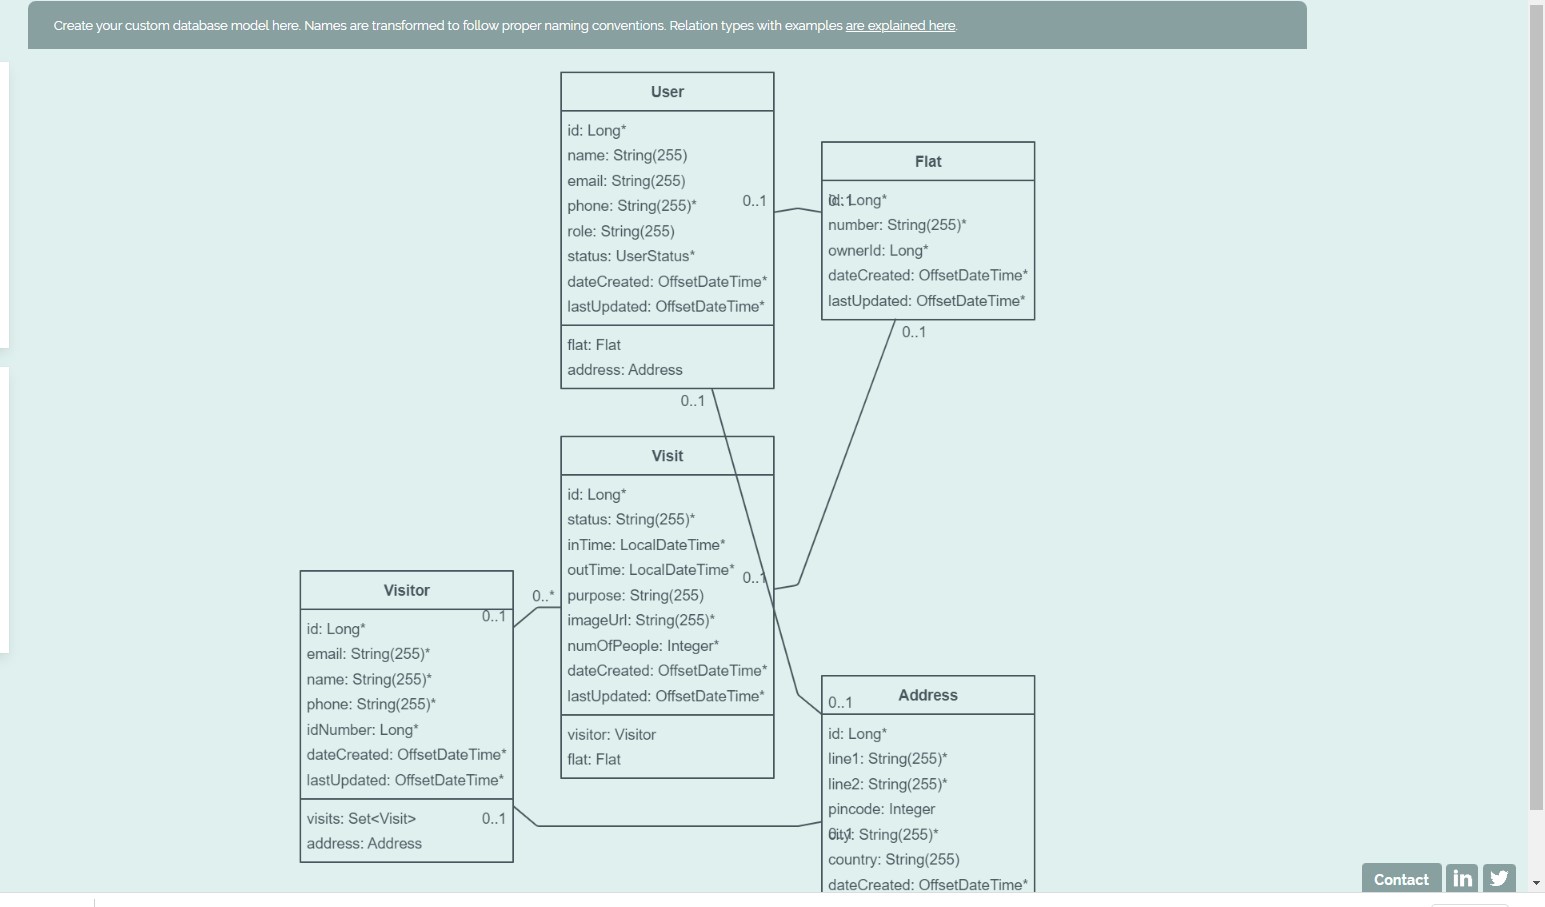 Create your custom database model here. Names are transformed to follow proper naming conventions. Relation types with examples are explained here.
User
id: Long*
name: String(255)
email: String(255)
phone: String(255)*
role: String(255)
status: UserStatus*
dateCreated: OffsetDateTime*
lastUpdated: OffsetDateTime*
flat: Flat
address: Address
0..1
0..1
Flat
id: Long*
0..1
number: String(255)*
ownerId: Long*
dateCreated: OffsetDateTime*
lastUpdated: OffsetDateTime*
0..1
Visit
id: Long*
status: String(255)*
inTime: LocalDateTime*
outTime: LocalDateTime*
0..1
0..*
purpose: String(255)
imageUrl: String(255)*
numOfPeople: Integer*
dateCreated: OffsetDateTime*
lastUpdated: OffsetDateTime*
visitor: Visitor
flat: Flat
Visitor
0..1
id: Long*
email: String(255)*
name: String(255)*
phone: String(255)*
idNumber: Long*
dateCreated: OffsetDateTime*
lastUpdated: OffsetDateTime*
visits: Set<Visit>
0..1
address: Address
0..1
Address
id: Long*
line1: String(255)*
line2: String(255)*
pincode: Integer
city: String(255)*
0..1
country: String(255)
dateCreated: OffsetDateTime*
Contact
in